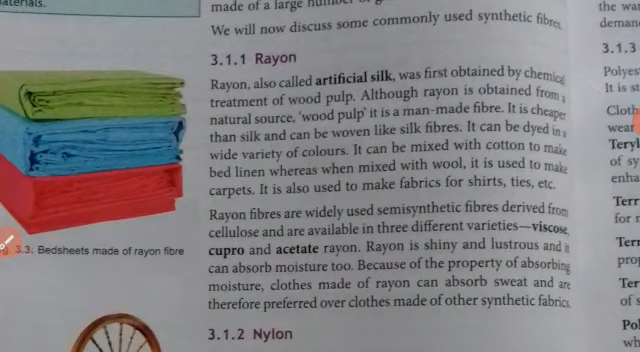 aterials.
made of a large number of
We will now discuss some commonly used synthetic fibres.
3.1.1 Rayon
Rayon, also called artificial silk, was first obtained by chemical
treatment of wood pulp. Although rayon is obtained from a
natural source, 'wood pulp' it is a man-made fibre. It is cheaper
than silk and can be woven like silk fibres. It can be dyed in a
wide variety of colours. It can be mixed with cotton to make
bed linen whereas when mixed with wool, it is used to make
carpets. It is also used to make fabrics for shirts, ties, etc.
Rayon fibres are widely used semisynthetic fibres derived from
cellulose and are available in three different varieties—viscose,
cupro and acetate rayon. Rayon is shiny and lustrous and it
can absorb moisture too. Because of the property of absorbing
moisture, clothes made of rayon can absorb sweat and are
therefore preferred over clothes made of other synthetic fabrics.
3.1.2 Nylon
g. 3.3: Bedsheets made of rayon fibre
the wa
deman
3.1.3
Polyes
It is st
Cloth
wear
Teryl
of sy
enha
Terr
for r
Terr
prop
Ter
of s
Pol
wh